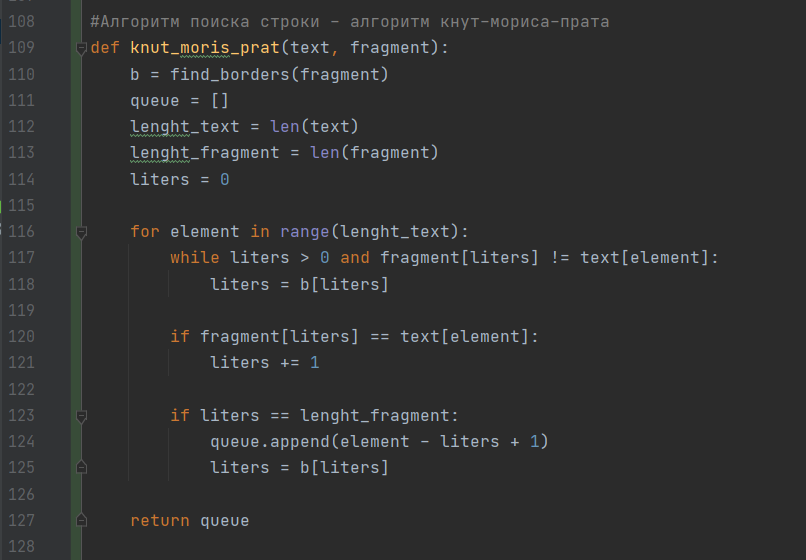 108 #Алгоритм поиска строки - алгоритм кнут-мориса-прата
109 def knut_moris_prat(text, fragment):
110     b = find_borders(fragment)
111     queue = []
112     lenght_text = len(text)
113     lenght_fragment = len(fragment)
114     liters = 0
115
116     for element in range(lenght_text):
117         while liters > 0 and fragment[liters] != text[element]:
118             liters = b[liters]
119
120         if fragment[liters] == text[element]:
121             liters += 1
122
123         if liters == lenght_fragment:
124             queue.append(element - liters + 1)
125             liters = b[liters]
126
127     return queue
128